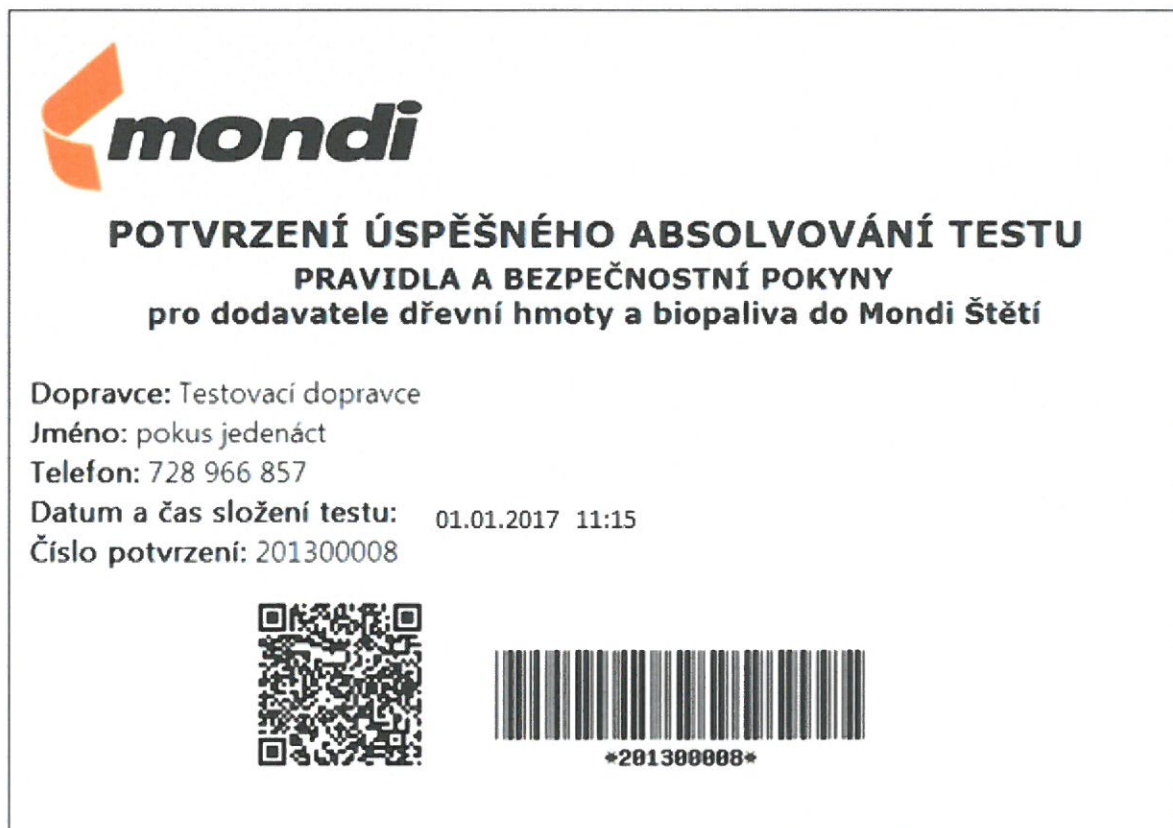 mondi
POTVRZENÍ ÚSPĚŠNÉHO ABSOLVOVÁNÍ TESTU
PRAVIDLA A BEZPEČNOSTNÍ POKYNY
pro dodavatele dřevní hmoty a biopaliva do Mondi Štětí
Dopravce: Testovací dopravce
Jméno: pokus jedenáct
Telefon: 728 966 857
Datum a čas složení testu: 01.01.2017 11:15
Číslo potvrzení: 201300008
*201300008*